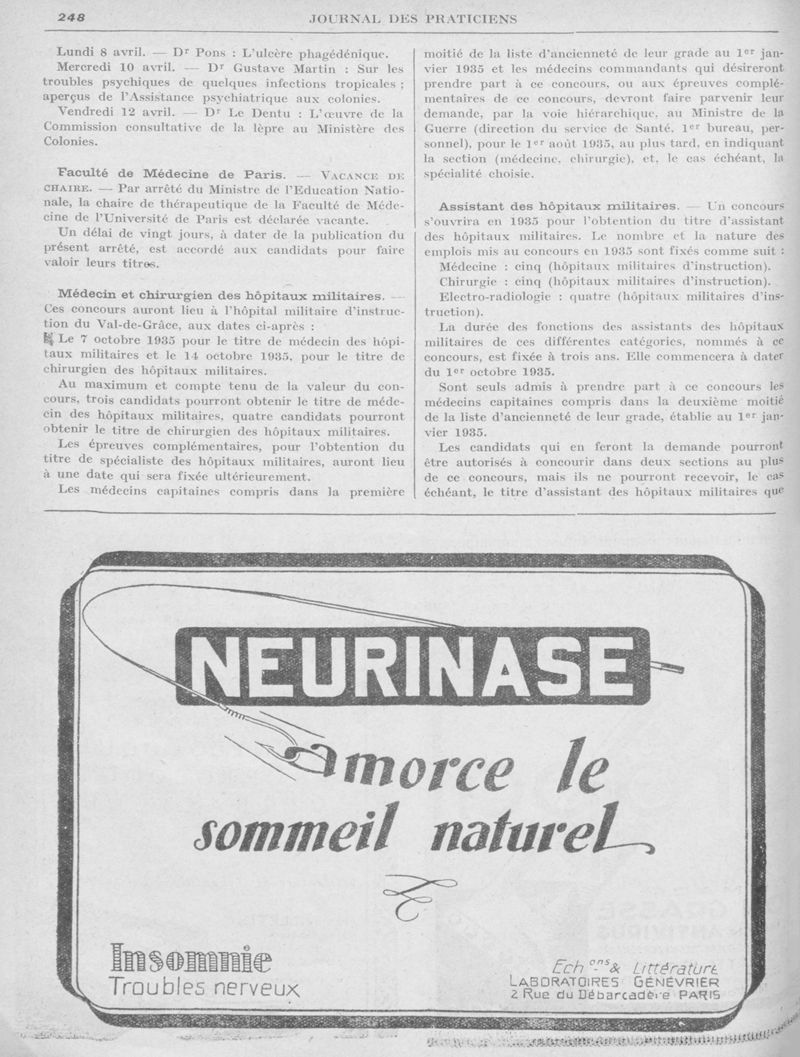 248
JOURNAL DES PRATICIENS
Lundi 8 avril. — Dr Pons : L'ulcère phagédénique.
Mercredi 10 avril. — Dr Gustave Martin : Sur les
troubles psychiques de quelques infections tropicales ;
aperçus de l'Assistance psychiatrique aux colonies.
Vendredi 12 avril. — Dr Le Dentu : L'œuvre de la
Commission consultative de la lèpre au Ministère des
Colonies.
Faculté de Médecine de Paris. — VACANCE DE
CHAIRE. — Par arrêté du Ministre de l'Education Natio-
nale, la chaire de thérapeutique de la Faculté de Méde-
cine de l'Université de Paris est déclarée vacante.
Un délai de vingt jours, à dater de la publication du
présent arrêté, est accordé aux candidats pour faire
valoir leurs titres.
Médecin et chirurgien des hôpitaux militaires. —
Ces concours auront lieu à l'hôpital militaire d'instruc-
tion du Val-de-Grâce, aux dates ci-après :
Le 7 octobre 1935 pour le titre de médecin des hôpi-
taux militaires et le 14 octobre 1935, pour le titre de
chirurgien des hôpitaux militaires.
Au maximum et compte tenu de la valeur du con-
cours, trois candidats pourront obtenir le titre de méde-
cin des hôpitaux militaires, quatre candidats pourront
obtenir le titre de chirurgien des hôpitaux militaires.
Les épreuves complémentaires, pour l'obtention du
titre de spécialiste des hôpitaux militaires, auront lieu
à une date qui sera fixée ultérieurement.
Les médecins capitaines compris dans la première
moitié de la liste d'ancienneté de leur grade au 1er jan-
vier 1935 et les médecins commandants qui désireront
prendre part à ce concours, ou aux épreuves complé-
mentaires de ce concours, devront faire parvenir leur
demande, par la voie hiérarchique, au Ministre de la
Guerre (direction du service de Santé, 1er bureau, per-
sonnel), pour le 1er août 1935, au plus tard, en indiquant
la section (médecine, chirurgie), et, le cas échéant, la
spécialité choisie.
Assistant des hôpitaux militaires. — Un concours
s'ouvrira en 1935 pour l'obtention du titre d'assistant
des hôpitaux militaires. Le nombre et la nature des
emplois mis au concours en 1935 sont fixés comme suit :
Médecine : cinq (hôpitaux militaires d'instruction).
Chirurgie : cinq (hôpitaux militaires d'instruction).
Electro-radiologie : quatre (hôpitaux militaires d'ins-
truction).
La durée des fonctions des assistants des hôpitaux
militaires de ces différentes catégories, nommés à ce
concours, est fixée à trois ans. Elle commencera à dater
du 1er octobre 1935.
Sont seuls admis à prendre part à ce concours les
médecins capitaines compris dans la deuxième moitié
de la liste d'ancienneté de leur grade, établie au 1er jan-
vier 1935.
Les candidats qui en feront la demande pourront
être autorisés à concourir dans deux sections au plus
de ce concours, mais ils ne pourront recevoir, le cas
échéant, le titre d'assistant des hôpitaux militaires que
NEURINASE
amorce le
sommeil naturel
Insomnie
Troubles nerveux
Ech ons & Littérature
LABORATOIRES GÉNÉVRIER
2 Rue du Débarcadère PARIS